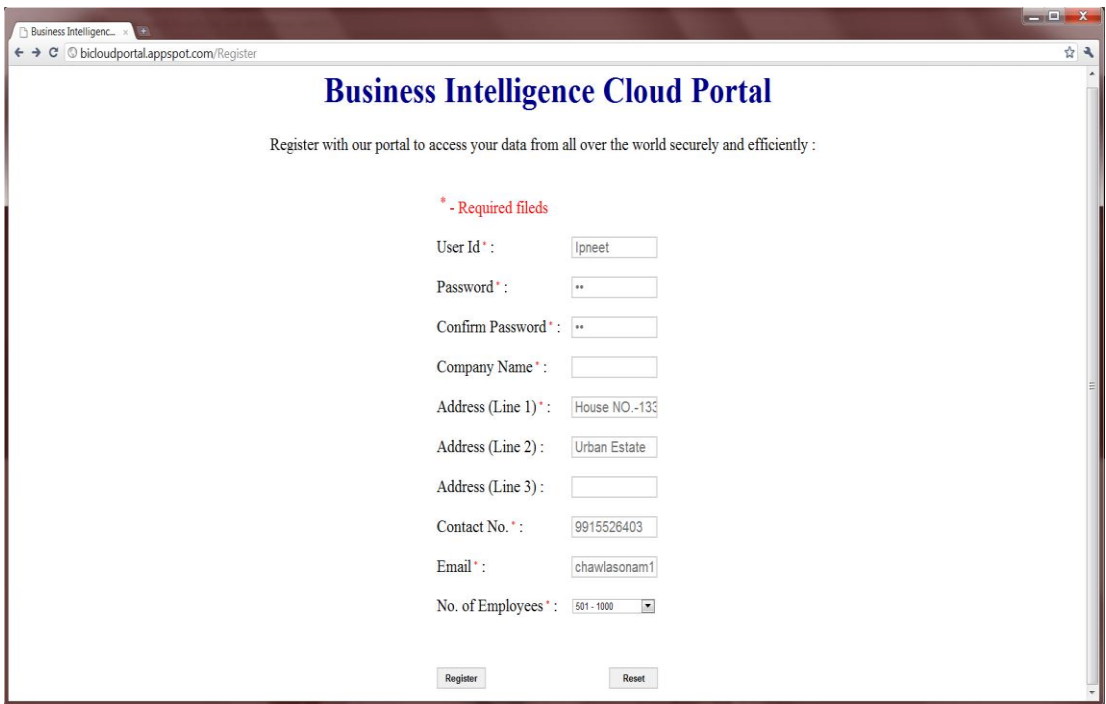 Business Intelligenc...
bicloudportal.appspot.com/Register
Business Intelligence Cloud Portal
Register with our portal to access your data from all over the world securely and efficiently :
* - Required fileds
User Id * : Ipneet
Password * : ••
Confirm Password * : ••
Company Name * :
Address (Line 1) * : House NO.-133
Address (Line 2) : Urban Estate
Address (Line 3) :
Contact No. * : 9915526403
Email * : chawlasonam1
No. of Employees * : 501 - 1000
Register Reset